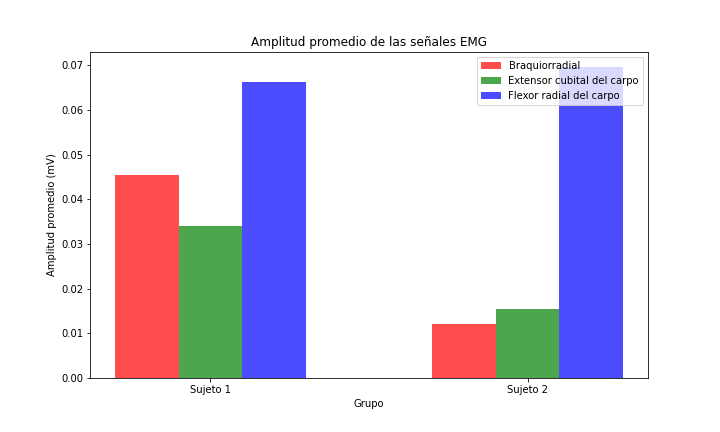 Amplitud promedio de las señales EMG
Braquiorradial
Extensor cubital del carpo
Flexor radial del carpo
Amplitud promedio (mV)
0.07
0.06
0.05
0.04
0.03
0.02
0.01
0.00
Sujeto 1
Sujeto 2
Grupo